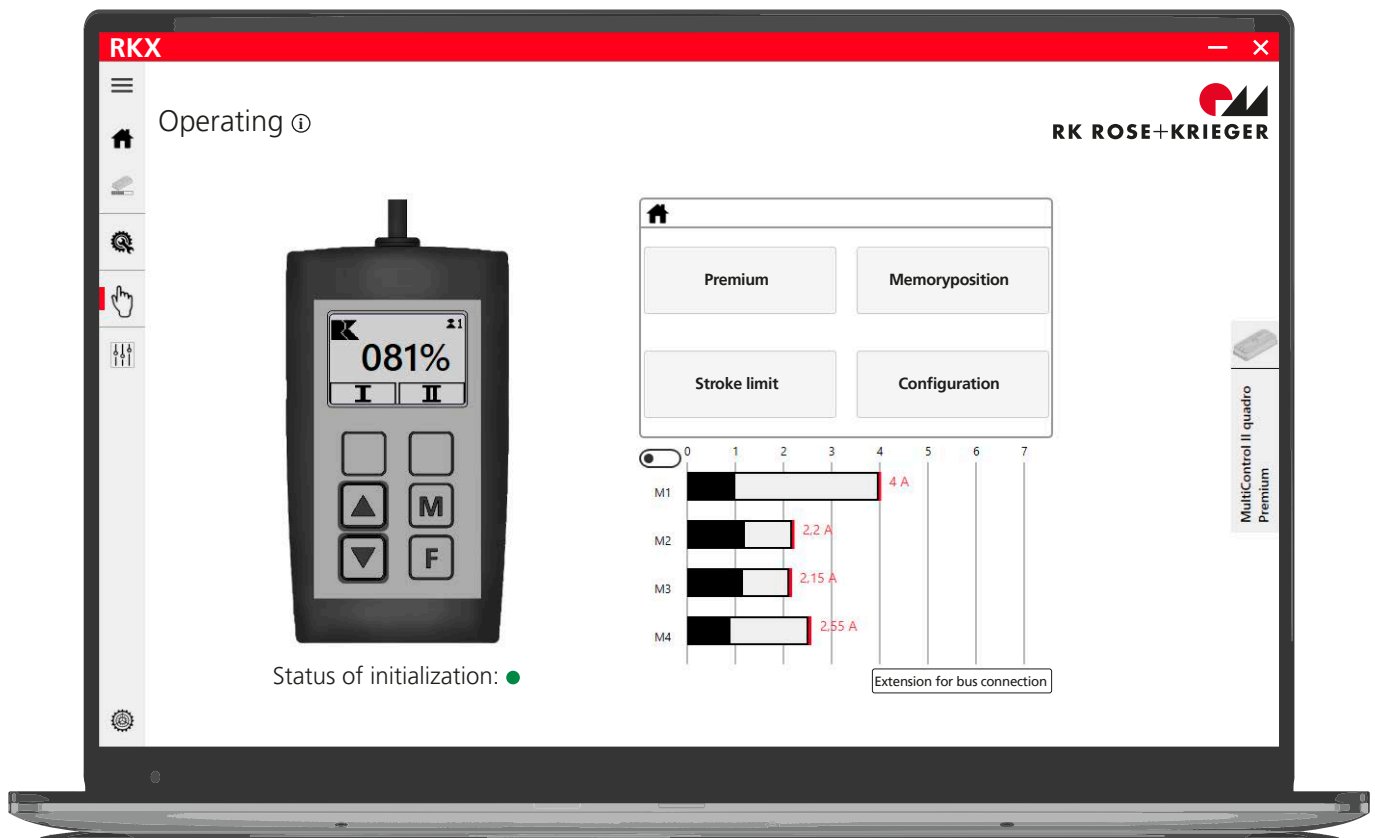 RKX
Operating
RK ROSE+KRIEGER
RK
1
081%
I II
M
F
Status of initialization:
Premium Memoryposition
Stroke limit Configuration
0 1 2 3 4 5 6 7
M1 4 A
M2 2,2 A
M3 2,15 A
M4 2,55 A
Extension for bus connection
MultiControl II quadro
Premium